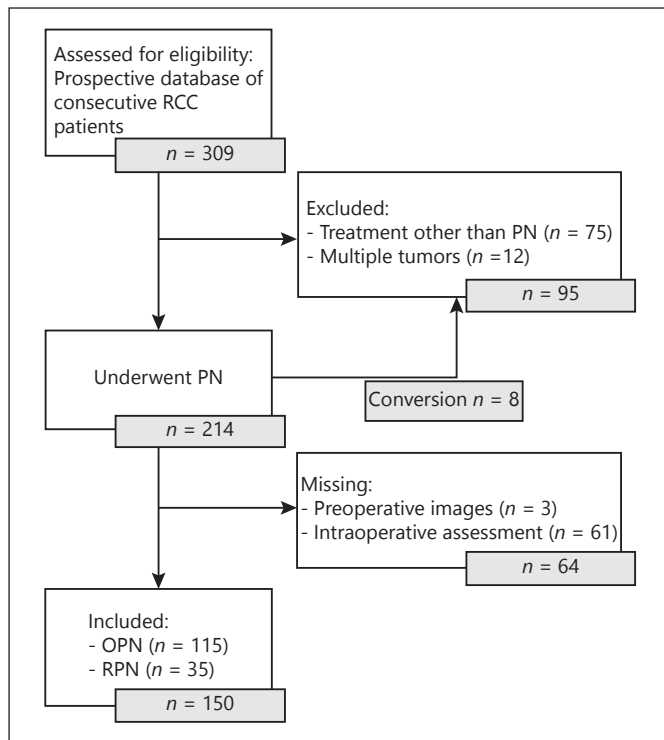 Assessed for eligibility:
Prospective database of
consecutive RCC
patients
n = 309
Excluded:
- Treatment other than PN (n = 75)
- Multiple tumors (n =12)
n = 95
Underwent PN
Conversion n = 8
n = 214
Missing:
- Preoperative images (n = 3)
- Intraoperative assessment (n = 61)
n = 64
Included:
- OPN (n = 115)
- RPN (n = 35)
n = 150